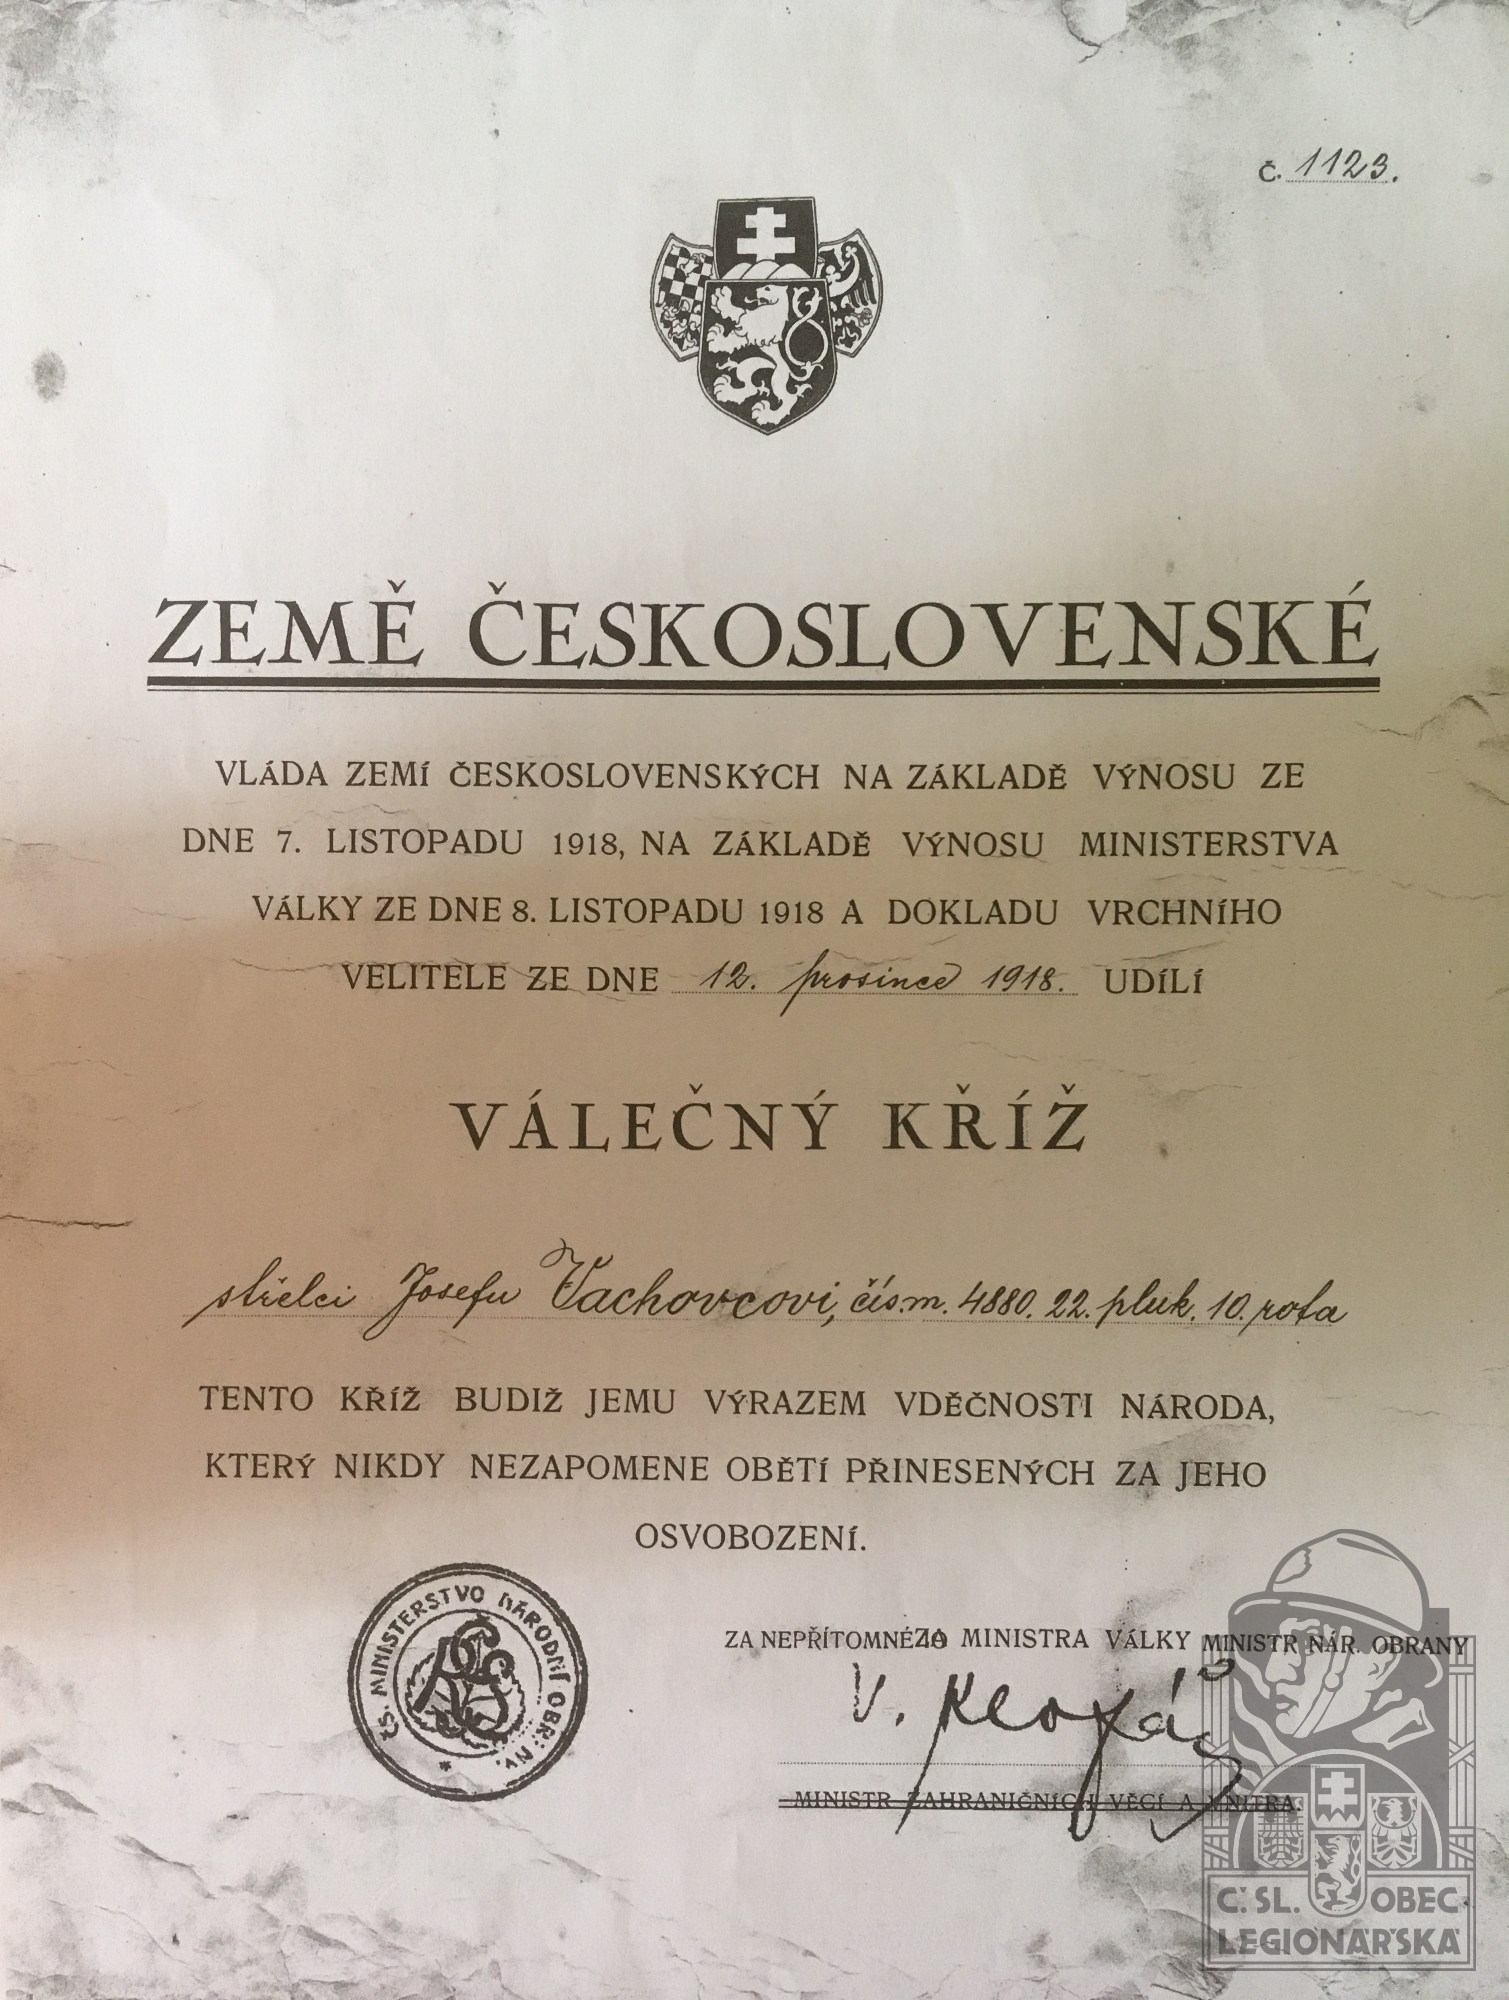 Č. 1123.
ZEMĚ ČESKOSLOVENSKÉ
VLÁDA ZEMÍ ČESKOSLOVENSKÝCH NA ZÁKLADĚ VÝNOSU ZE
DNE 7. LISTOPADU 1918, NA ZÁKLADĚ VÝNOSU MINISTERSTVA
VÁLKY ZE DNE 8. LISTOPADU 1918 A DOKLADU VRCHNÍHO
VELITELE ZE DNE 12. prosince 1918. UDÍLÍ
VÁLEČNÝ KŘÍŽ
střelci Josefu Vachovcovi, čís.m. 4880. 22. pluk. 10. rota
TENTO KŘÍŽ BUDIŽ JEMU VÝRAZEM VDĚČNOSTI NÁRODA,
KTERÝ NIKDY NEZAPOMENE OBĚTÍ PŘINESENÝCH ZA JEHO
OSVOBOZENÍ.
ČS. MINISTERSTVO NÁRODNÍ OBR
ČS
ZA NEPŘÍTOMNÉHO ZA MINISTRA VÁLKY MINISTR NÁR. OBRANY
V. Klofáč
MINISTR ZAHRANIČNÍCH VĚCÍ A VNITRA.
Č. SL. OBEC
LEGIONÁŘSKÁ